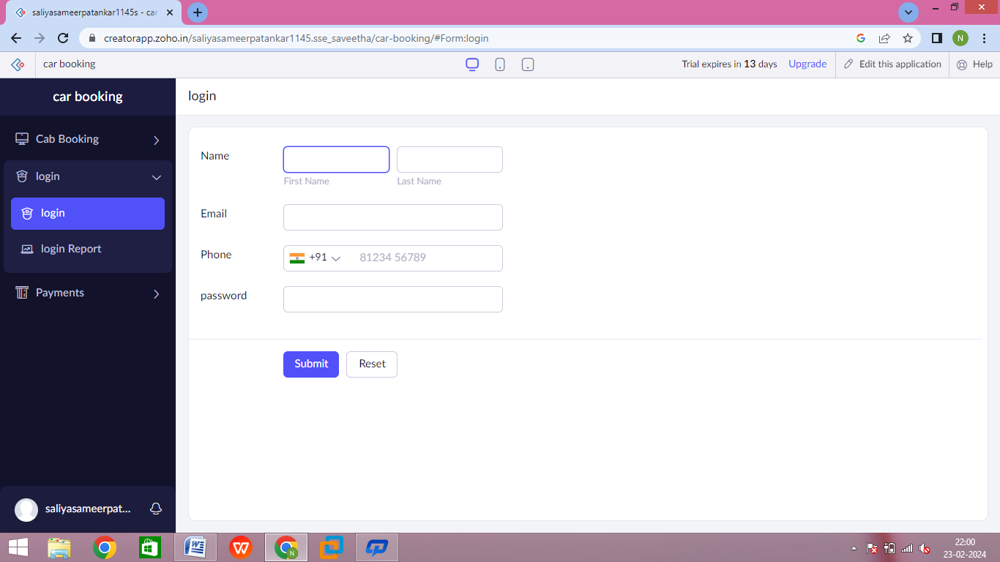 saliyasameerpatankar1145s - car
creatorapp.zoho.in/saliyasameerpatankar1145.sse_saveetha/car-booking/#Form:login
N
car booking
Trial expires in 13 days
Upgrade
Edit this application
Help
car booking
login
Cab Booking
login
login
login Report
Payments
Name
First Name
Last Name
Email
Phone
+91
81234 56789
password
Submit
Reset
saliyasameerpat...
W
W
N
22:00
23-02-2024